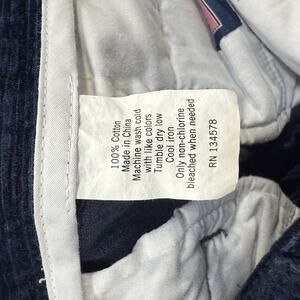 100% Cotton
Made in China
Machine wash cold
with like colors
Tumble dry low
Cool iron
Only non-chlorine
bleached when needed
RN 134578